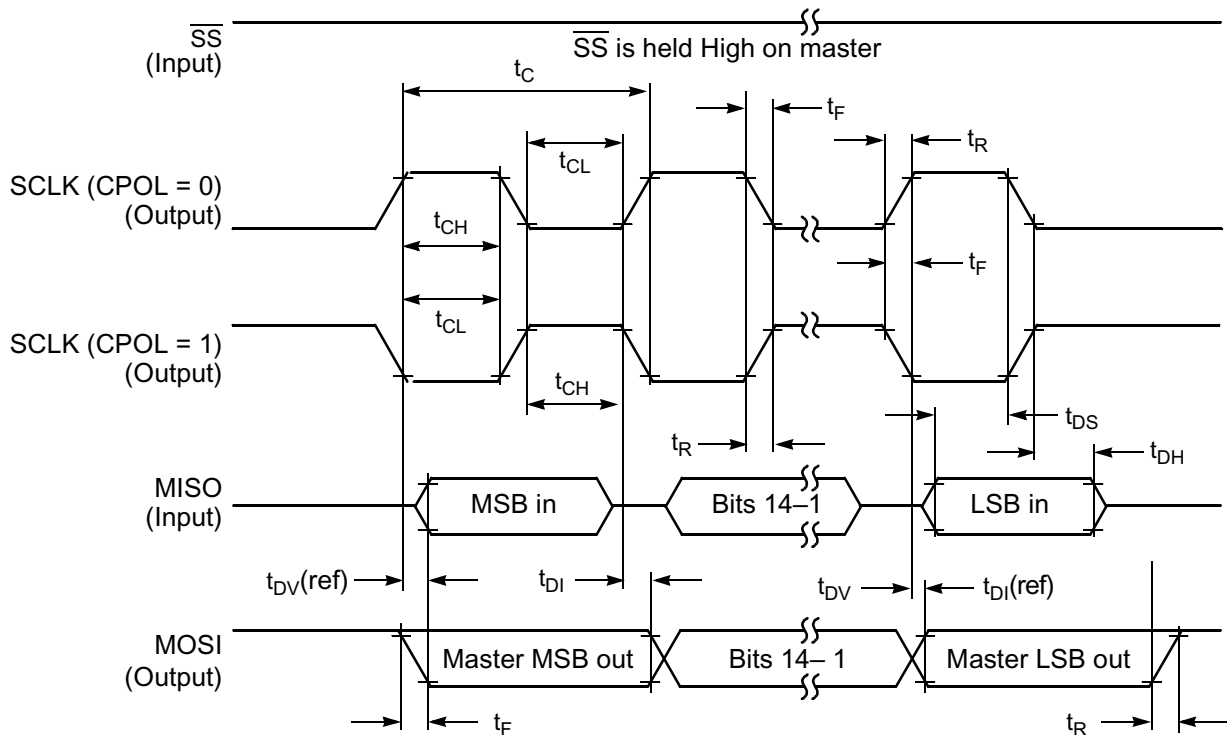 SS
(Input)
SS is held High on master
tC
tF
tR
tCL
SCLK (CPOL = 0)
(Output)
tCH
tF
tCL
SCLK (CPOL = 1)
(Output)
tCH
tDS
tR
tDH
MISO
(Input)
MSB in
Bits 14–1
LSB in
tDV(ref)
tDI
tDV
tDI(ref)
MOSI
(Output)
Master MSB out
Bits 14– 1
Master LSB out
tF
tR